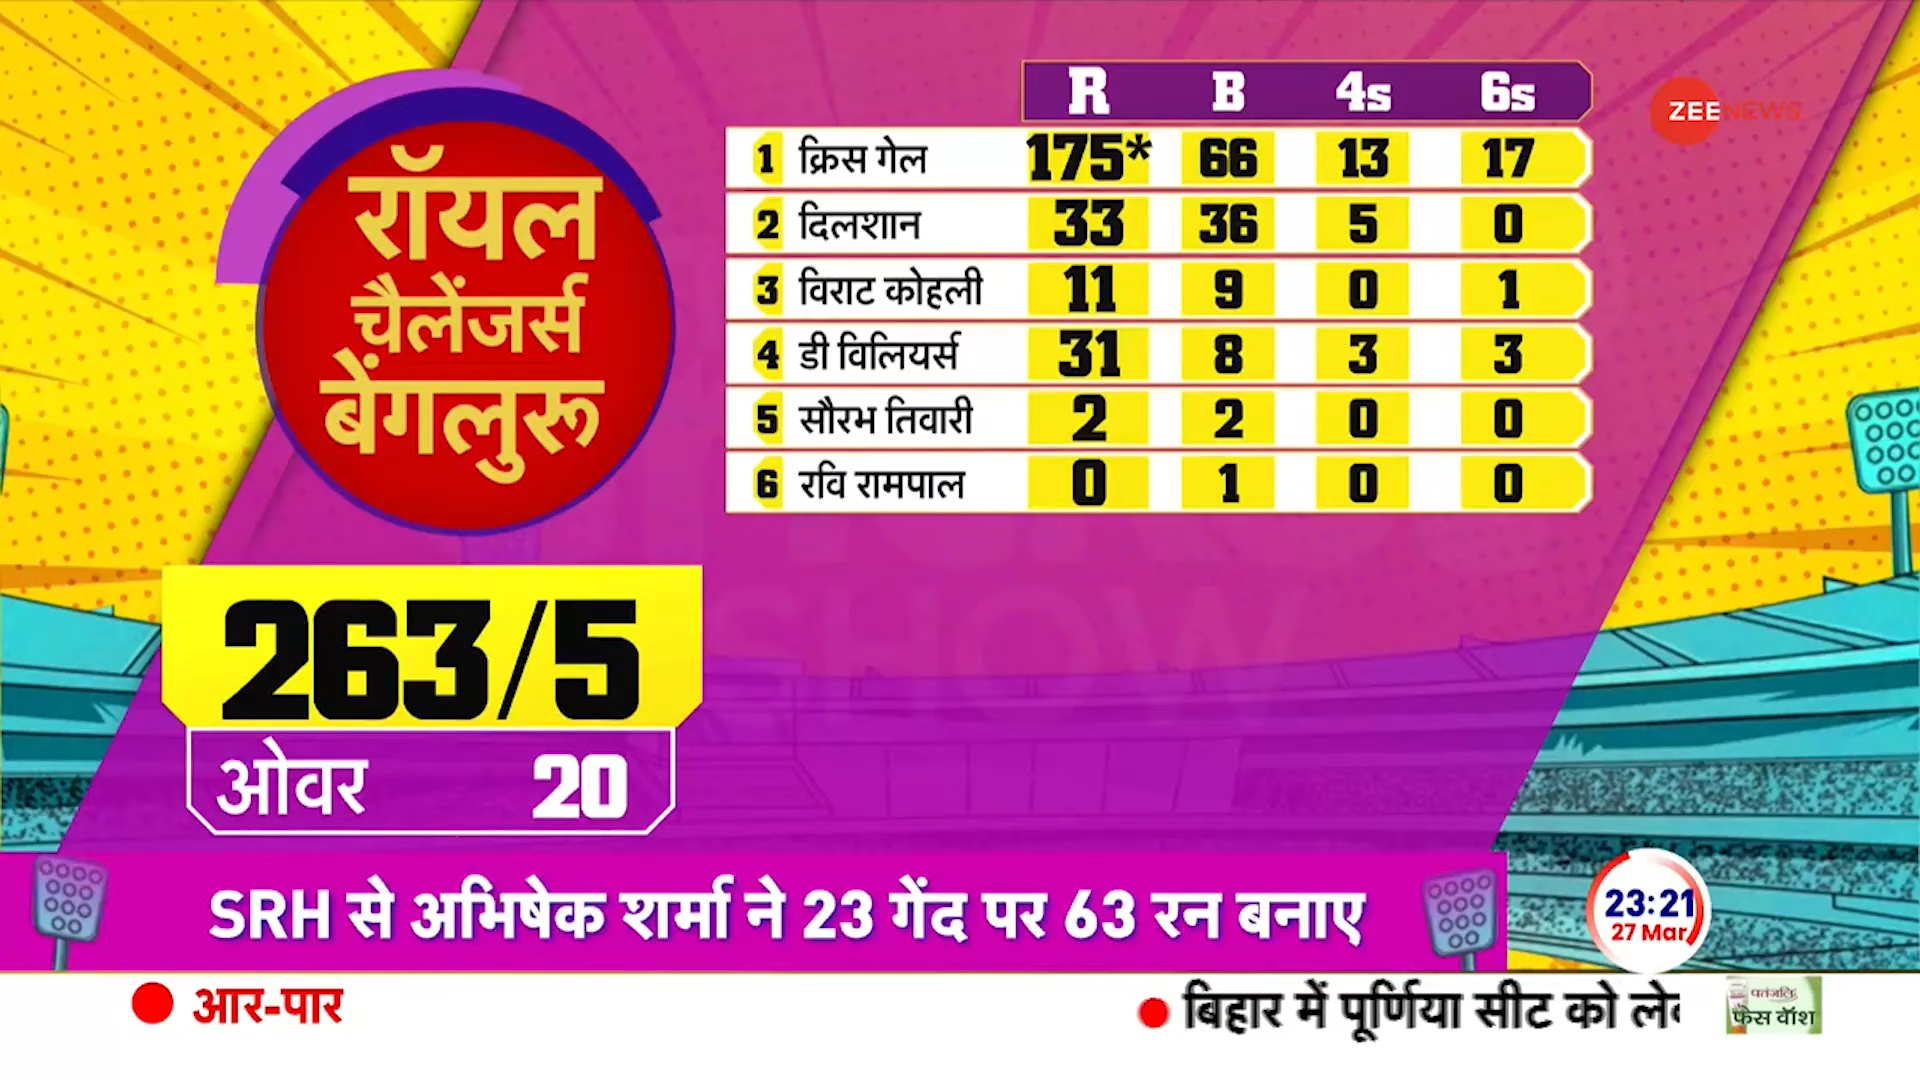 रॉयल
चैलेंजर्स
बेंगलुरू
263/5
ओवर 20
R B 4s 6s
1 क्रिस गेल 175* 66 13 17
2 दिलशान 33 36 5 0
3 विराट कोहली 11 9 0 1
4 डी विलियर्स 31 8 3 3
5 सौरभ तिवारी 2 2 0 0
6 रवि रामपाल 0 1 0 0
ZEE NEWS
SHOW
SRH से अभिषेक शर्मा ने 23 गेंद पर 63 रन बनाए
23:21
27 Mar
आर-पार
बिहार में पूर्णिया सीट को
पतंजलि
फेस वॉश